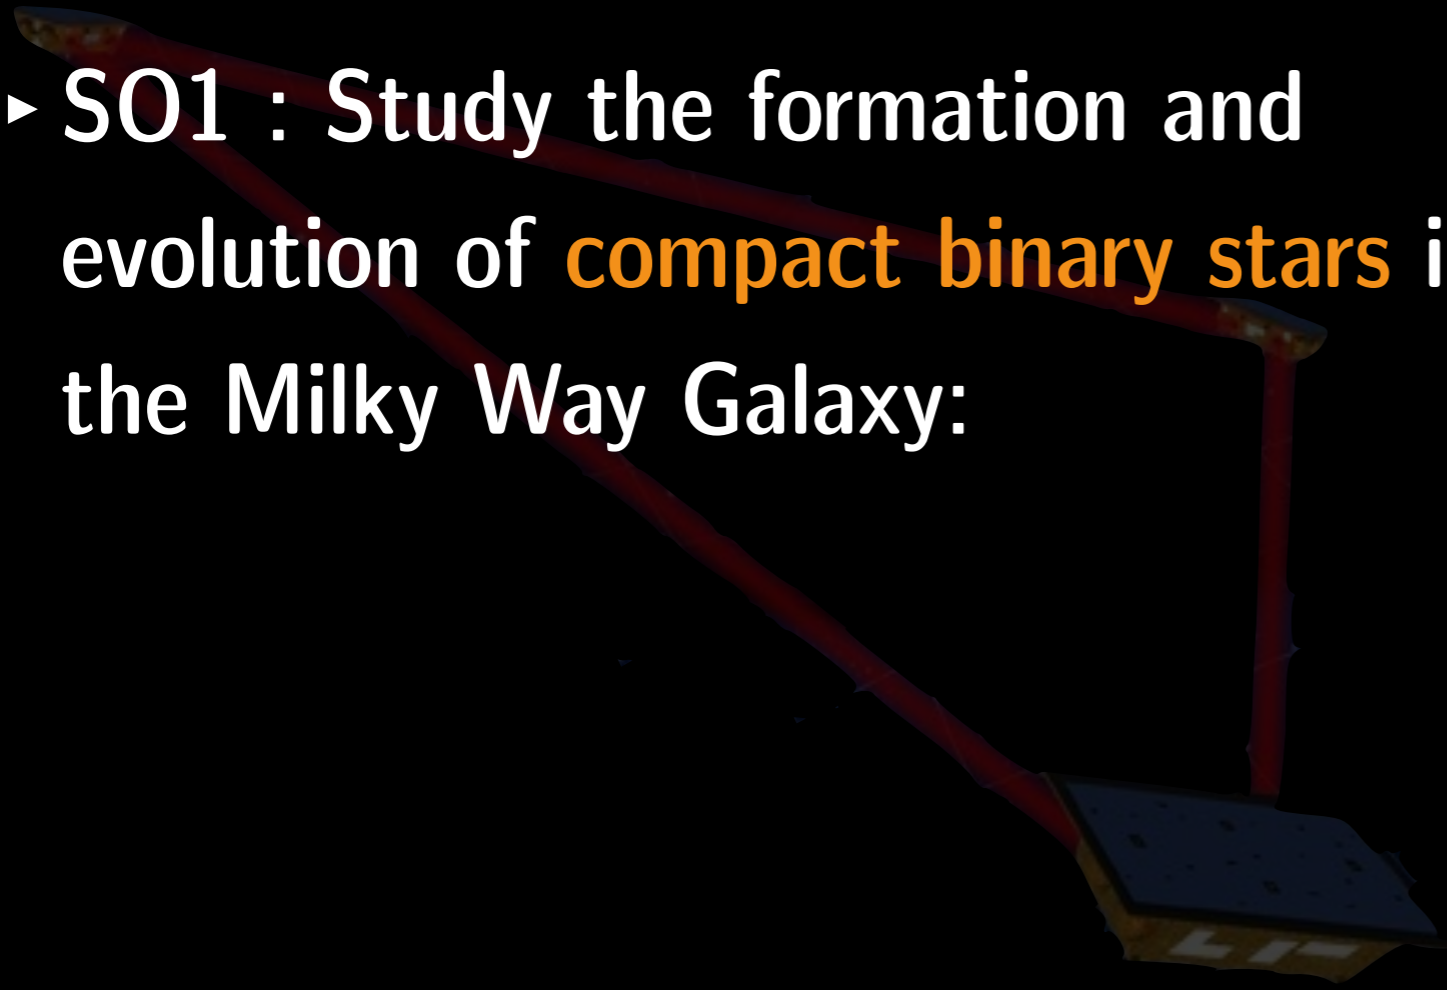 ▸ SO1 : Study the formation and
evolution of compact binary stars i
the Milky Way Galaxy: